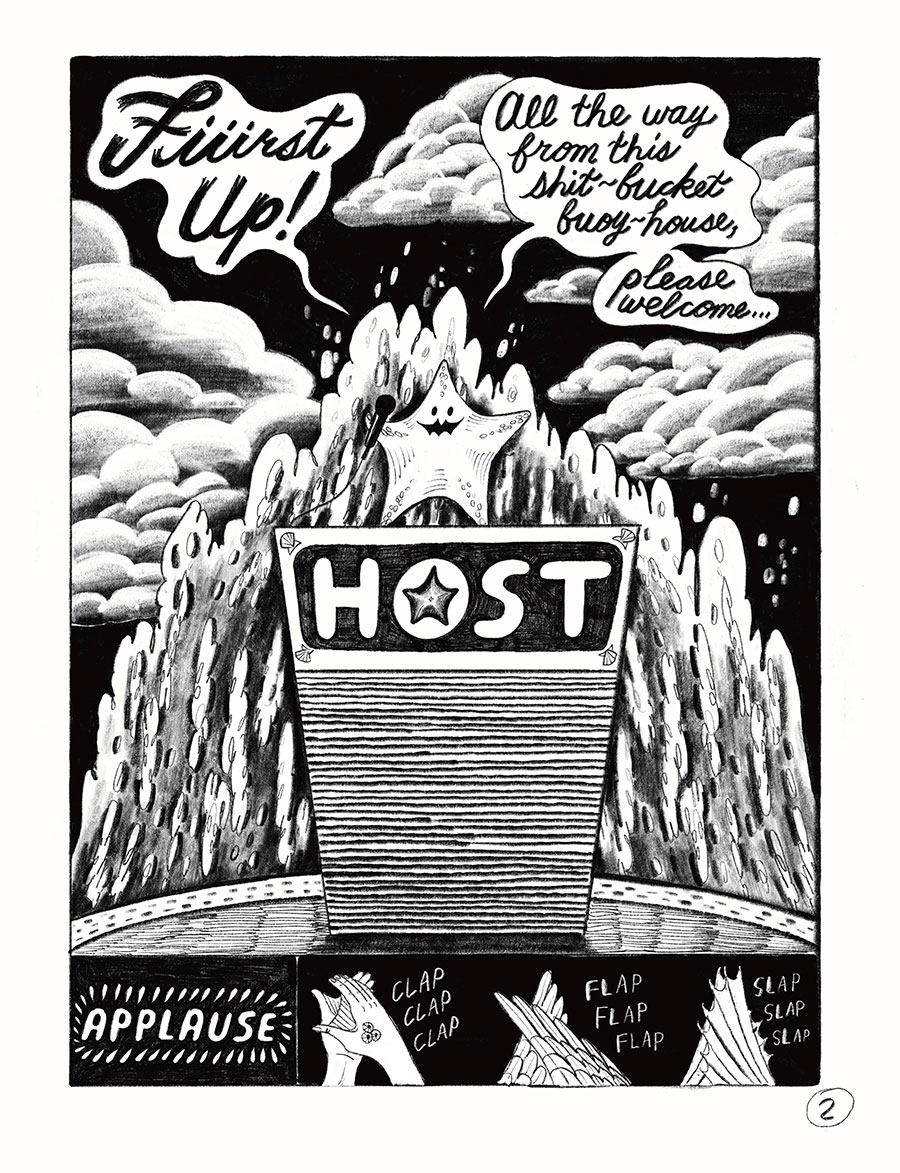 Fiiirst
Up!
All the way
from this
shit~bucket
buoy~house,
please
welcome...
HOST
APPLAUSE
CLAP
CLAP
CLAP
FLAP
FLAP
FLAP
SLAP
SLAP
SLAP
2